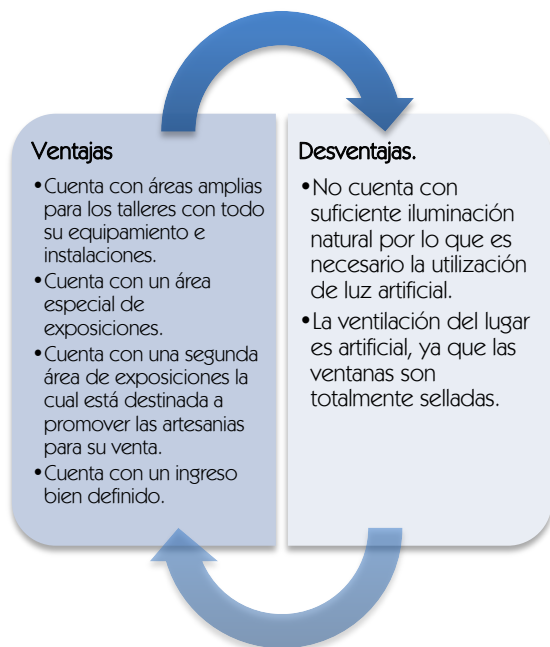 Ventajas
•Cuenta con áreas amplias
para los talleres con todo
su equipamiento e
instalaciones.
•Cuenta con un área
especial de
exposiciones.
•Cuenta con una segunda
área de exposiciones la
cual está destinada a
promover las artesanias
para su venta.
•Cuenta con un ingreso
bien definido.
Desventajas.
•No cuenta con
suficiente iluminación
natural por lo que es
necesario la utilización
de luz artificial.
•La ventilación del lugar
es artificial, ya que las
ventanas son
totalmente selladas.